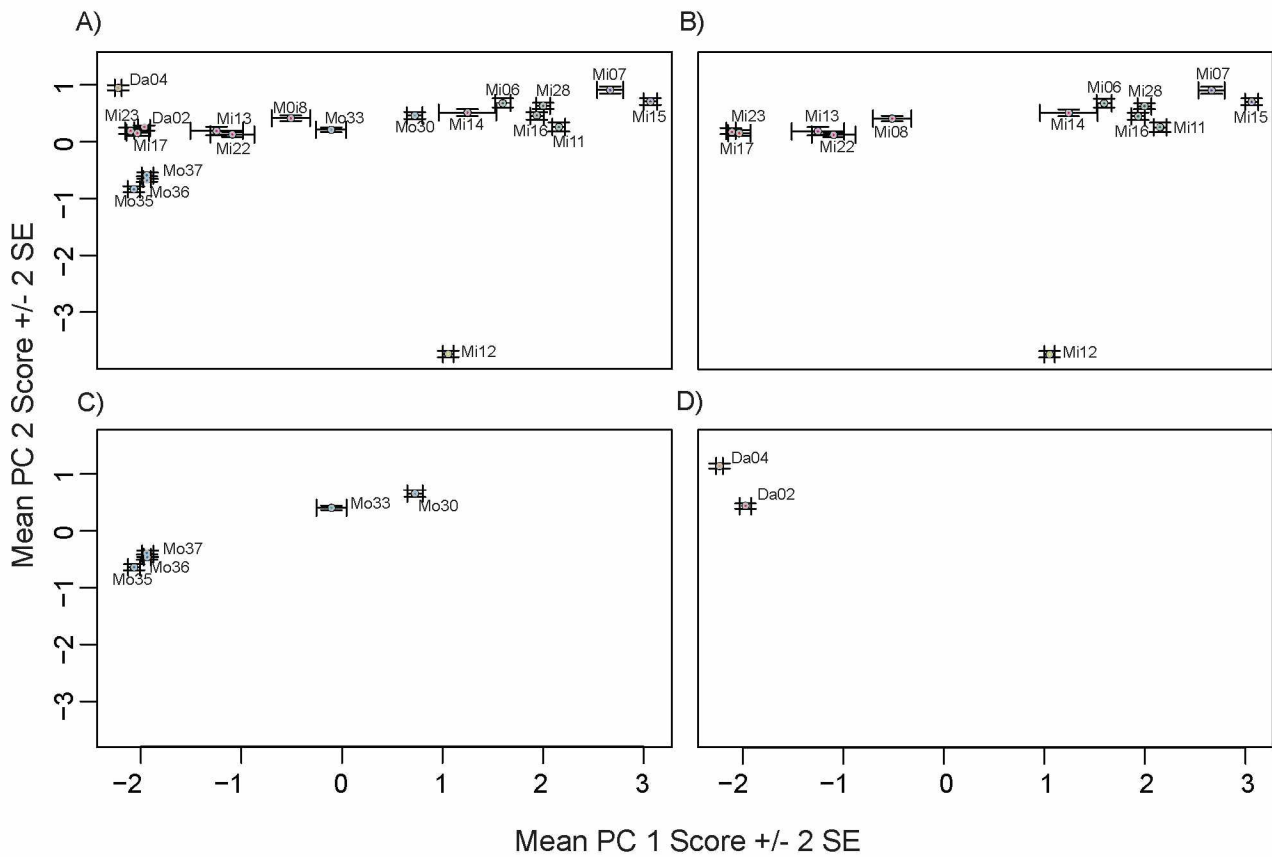 A)
B)
Da04
Mi23
Da02
Mi17
Mi13
Mi22
M0i8
Mo33
Mo30
Mi14
Mi06
Mi28
Mi16
Mi11
Mi07
Mi15
Mo37
Mo36
Mo35
Mi12
Mi23
Mi17
Mi13
Mi22
Mi08
Mi14
Mi06
Mi28
Mi16
Mi11
Mi07
Mi15
Mi12
1
0
−1
−2
−3
Mean PC 2 Score +/- 2 SE
C)
D)
Mo33
Mo30
Mo37
Mo36
Mo35
Da04
Da02
1
0
−1
−2
−3
−2 −1 0 1 2 3
−2 −1 0 1 2 3
Mean PC 1 Score +/- 2 SE